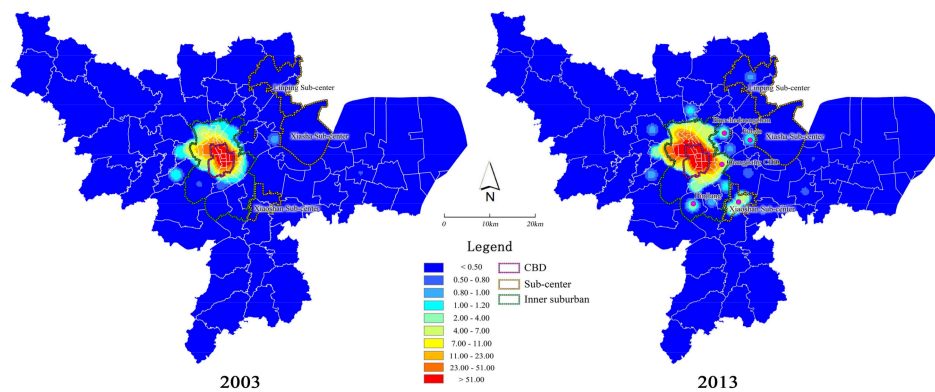 Linping Sub-center
Xiasha Sub-center
Xiaoshan Sub-center
2003
N
0
10km
20km
Legend
< 0.50
0.50 - 0.80
0.80 - 1.00
1.00 - 1.20
2.00 - 4.00
4.00 - 7.00
7.00 - 11.00
11.00 - 23.00
23.00 - 51.00
> 51.00
CBD
Sub-center
Inner suburban
Linping Sub-center
Xiasha Sub-center
Qianjiang CBD
Binjiang
Xiaoshan Sub-center
2013